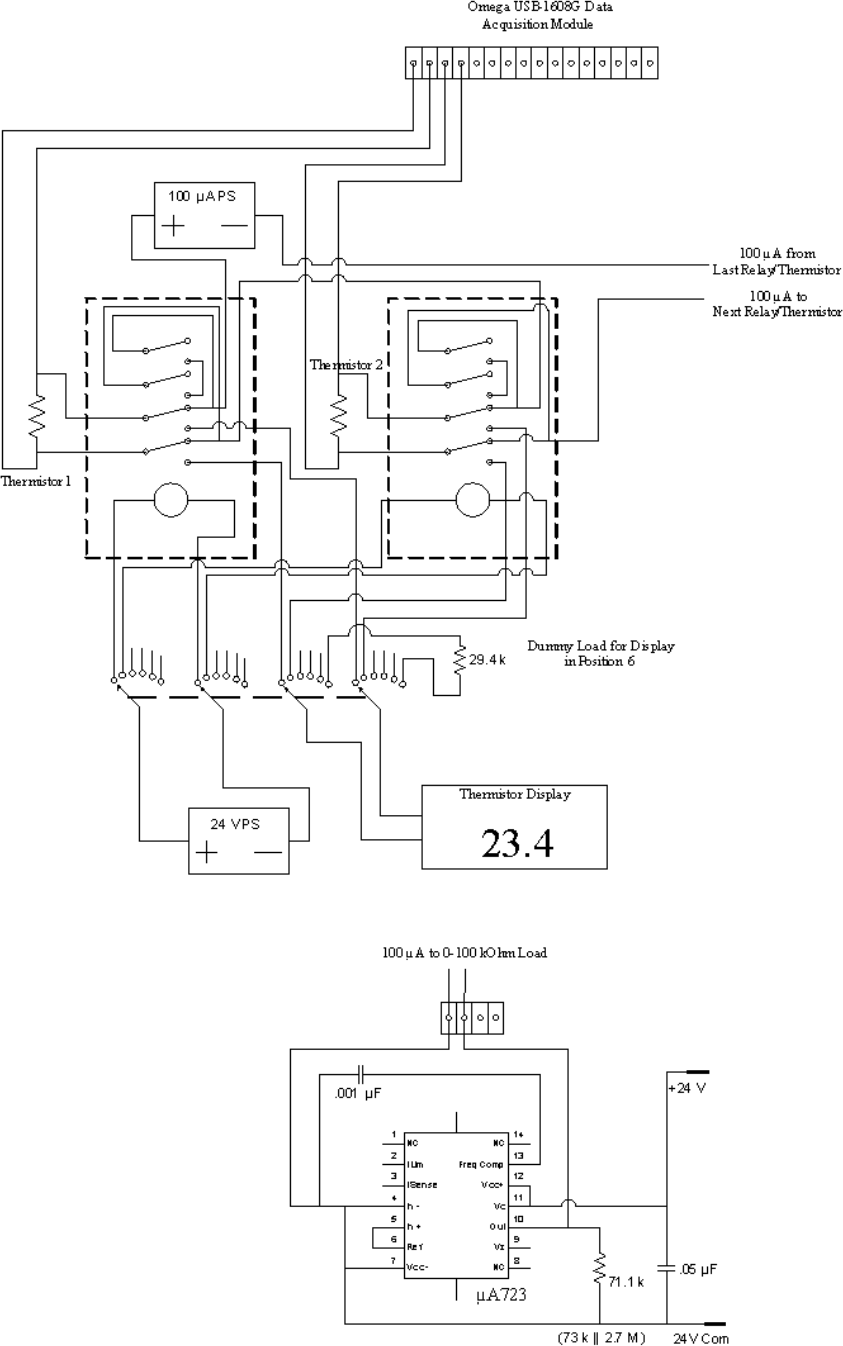 Omega USB-1608G Data
Acquisition Module
100 µA PS
+ —
100 µA from
Last Relay/Thermistor
100 µA to
Next Relay/Thermistor
Thermistor 2
Thermistor 1
Dummy Load for Display
in Position 6
29.4 k
Thermistor Display
23.4
24 V PS
+ —
100 µA to 0-100 kOhm Load
.001 µF
+24 V
1 NC NC 14
2 ILim Freq Comp 13
3 ISense Vcc+ 12
4 In - Vc 11
5 In + Out 10
6 Ref Vz 9
7 Vcc- NC 8
µA723
71.1 k
.05 µF
(73 k || 2.7 M)
24V Com